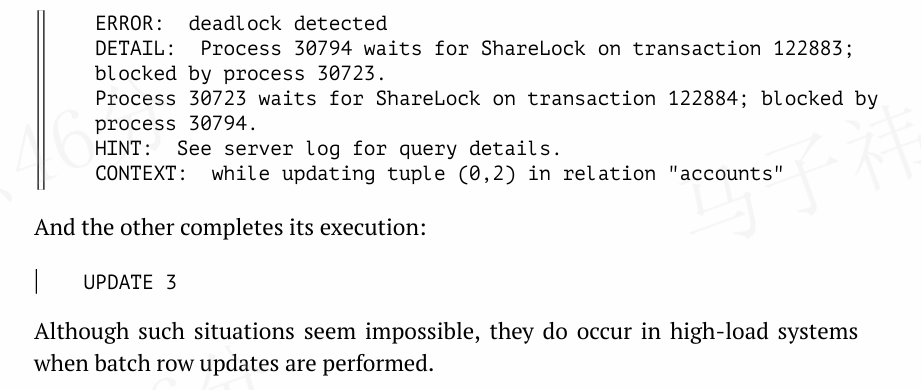 ERROR:  deadlock detected
DETAIL:  Process 30794 waits for ShareLock on transaction 122883;
blocked by process 30723.
Process 30723 waits for ShareLock on transaction 122884; blocked by
process 30794.
HINT:  See server log for query details.
CONTEXT:  while updating tuple (0,2) in relation "accounts"
And the other completes its execution:
UPDATE 3
Although such situations seem impossible, they do occur in high-load systems
when batch row updates are performed.
马子祎